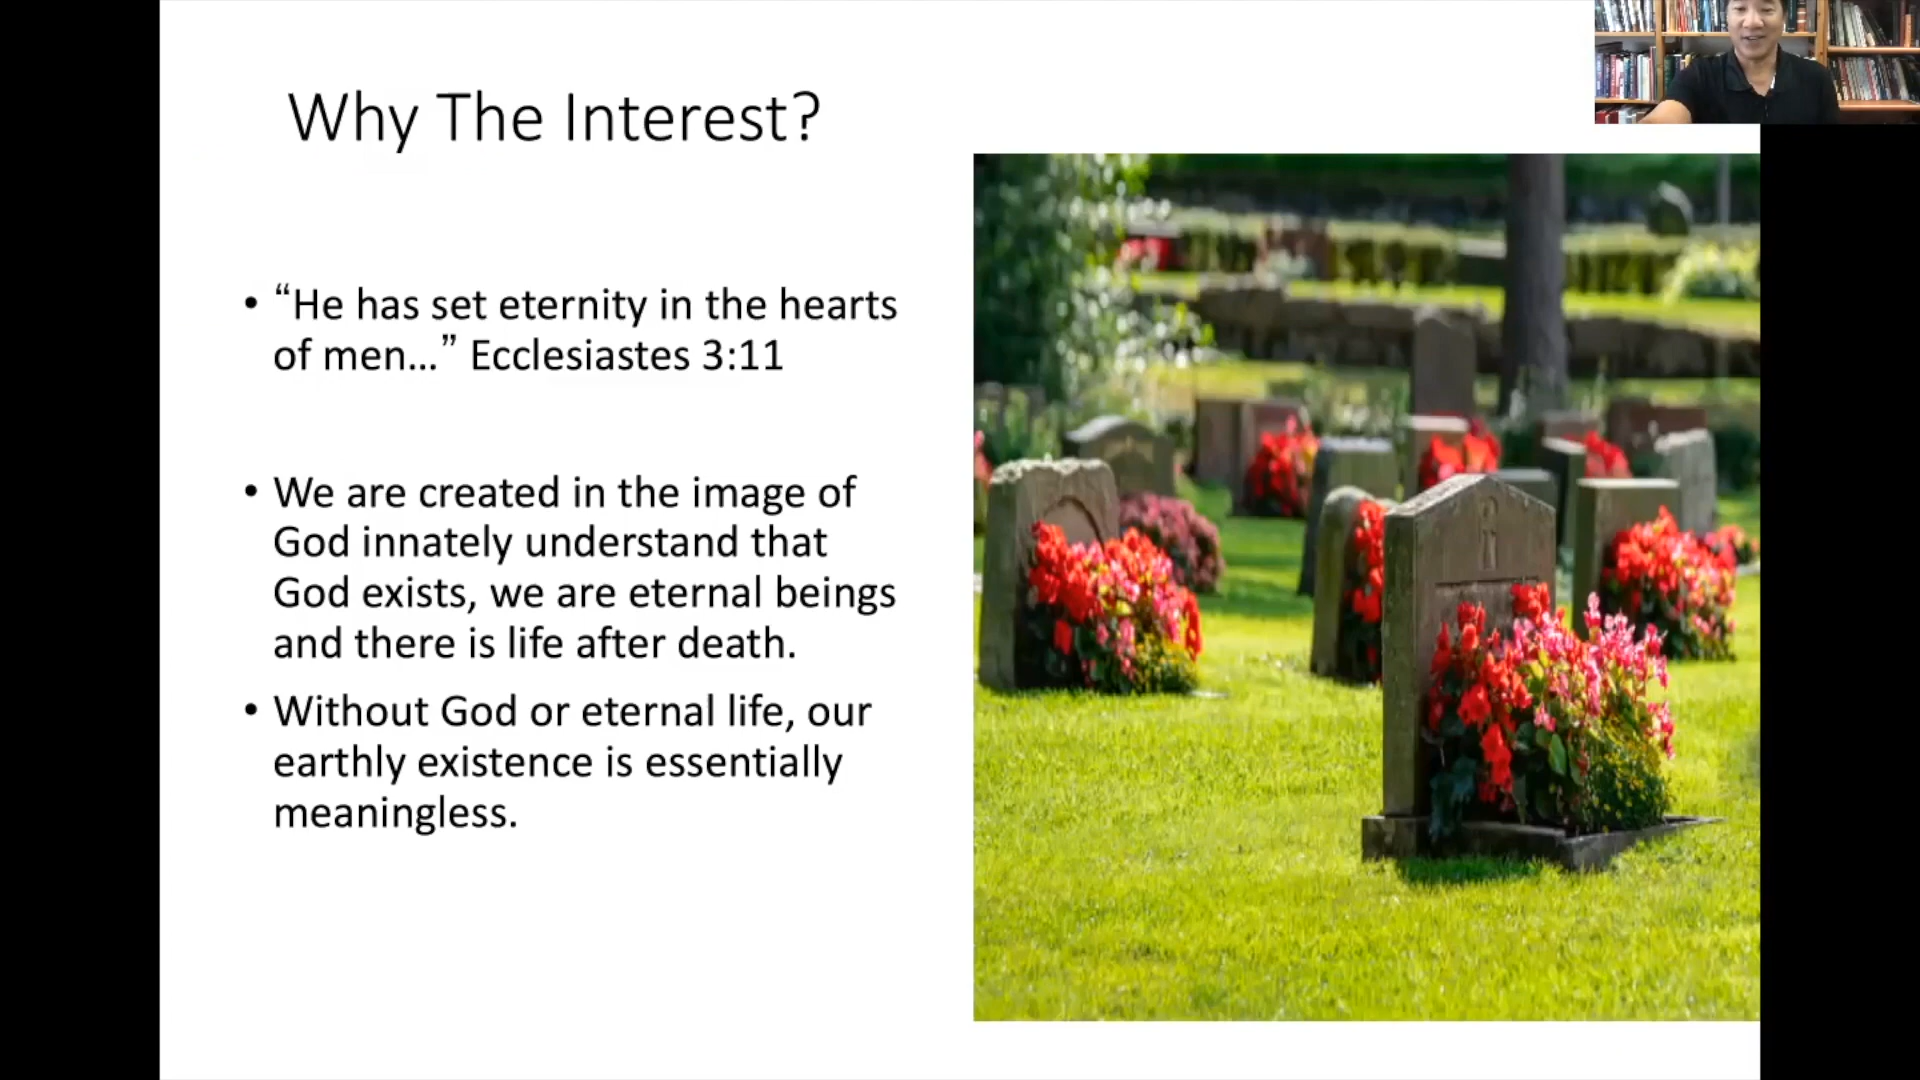 Why The Interest?
• “He has set eternity in the hearts
of men...” Ecclesiastes 3:11
• We are created in the image of
God innately understand that
God exists, we are eternal beings
and there is life after death.
• Without God or eternal life, our
earthly existence is essentially
meaningless.